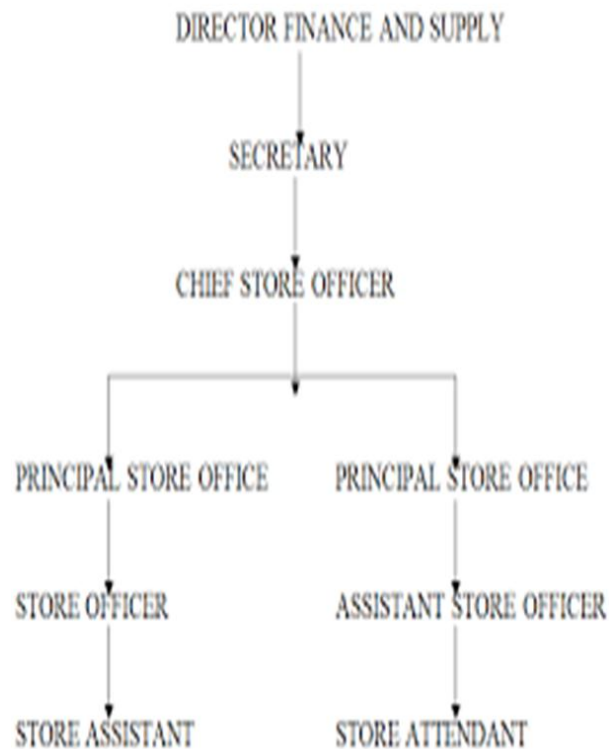 DIRECTOR FINANCE AND SUPPLY
SECRETARY
CHIEF STORE OFFICER
PRINCIPAL STORE OFFICE
PRINCIPAL STORE OFFICE
STORE OFFICER
ASSISTANT STORE OFFICER
STORE ASSISTANT
STORE ATTENDANT